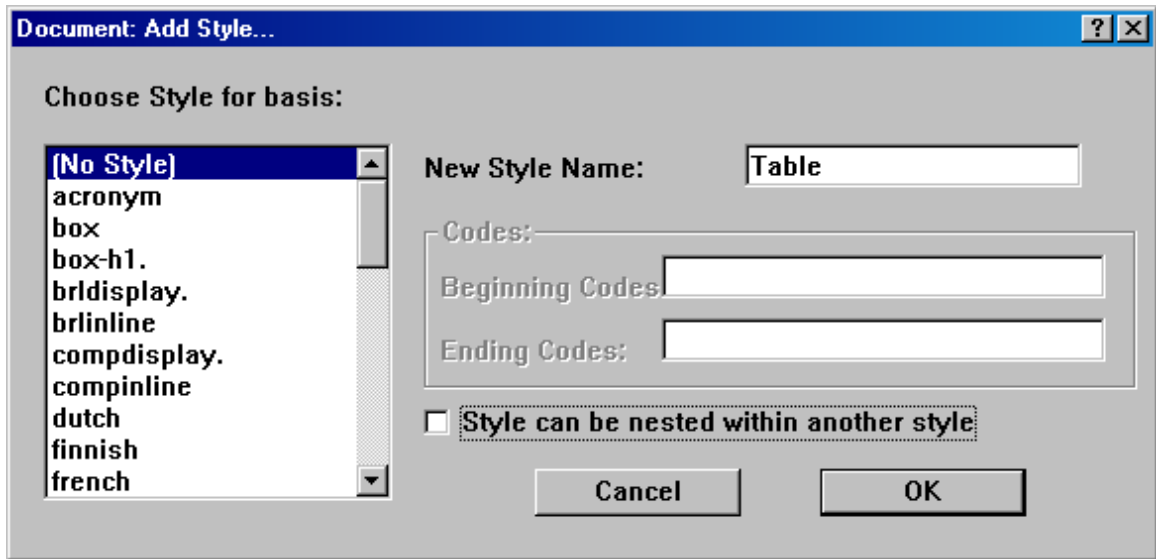 Document: Add Style...
Choose Style for basis:
(No Style)
acronym
box
box-h1.
brldisplay.
brlinline
compdisplay.
compinline
dutch
finnish
french
New Style Name: Table
Codes:
Beginning Codes
Ending Codes:
Style can be nested within another style
Cancel OK